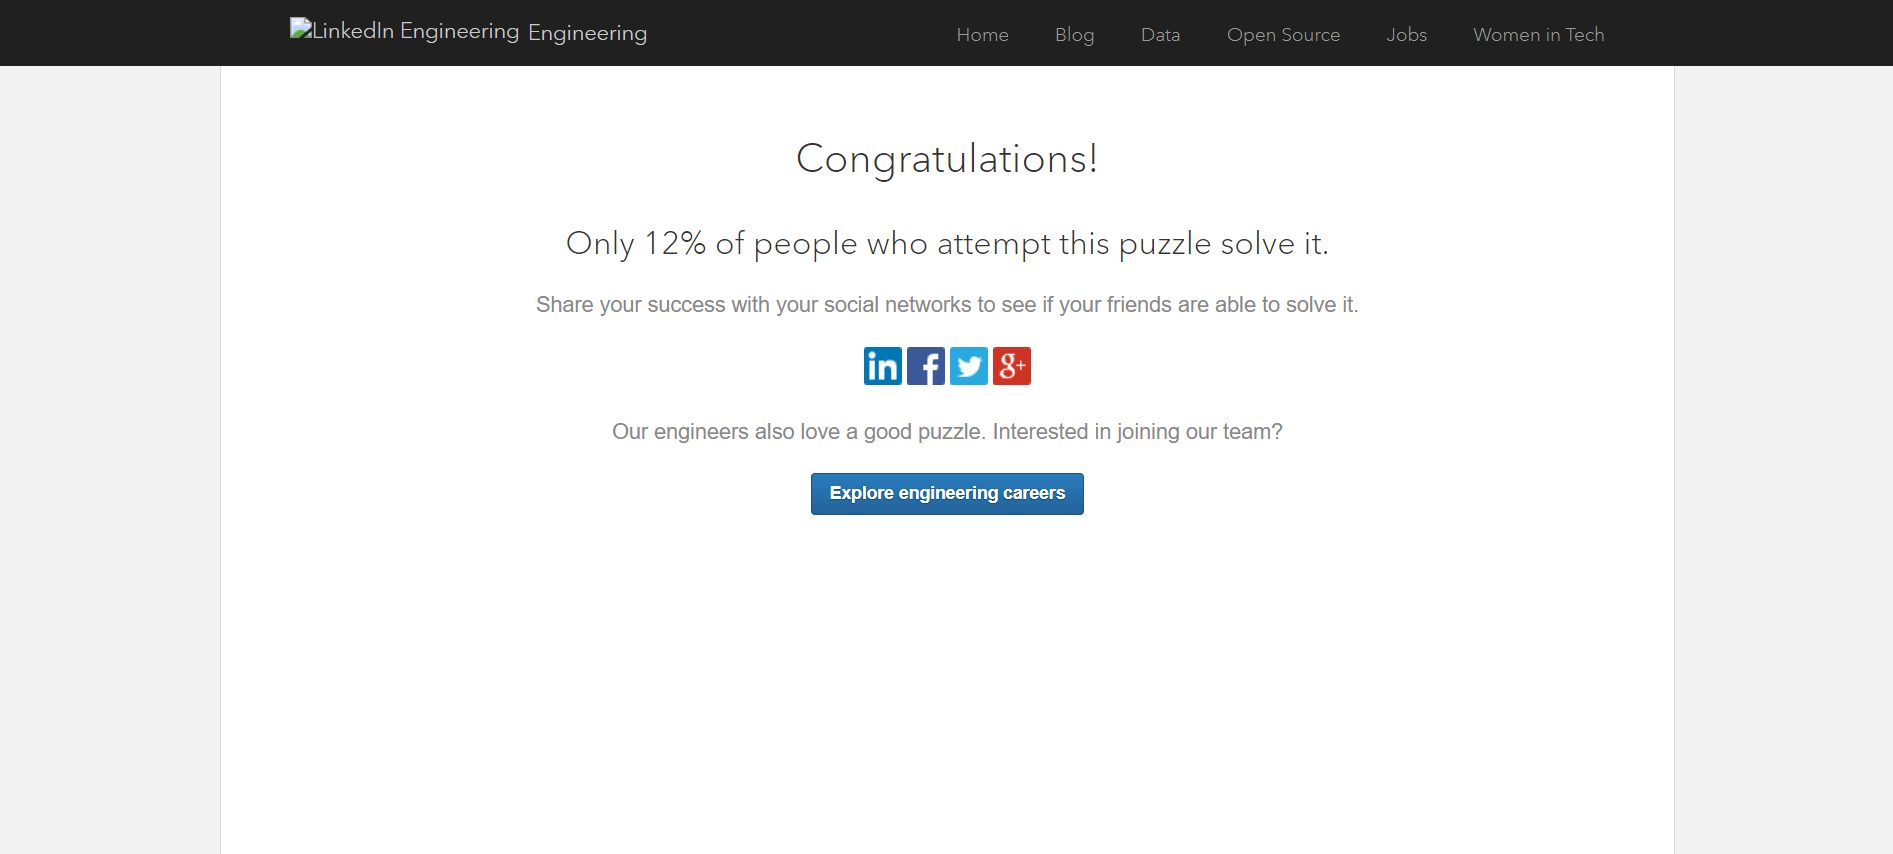 LinkedIn Engineering Engineering Home Blog Data Open Source Jobs Women in Tech
Congratulations!
Only 12% of people who attempt this puzzle solve it.
Share your success with your social networks to see if your friends are able to solve it.
in f g+
Our engineers also love a good puzzle. Interested in joining our team?
Explore engineering careers